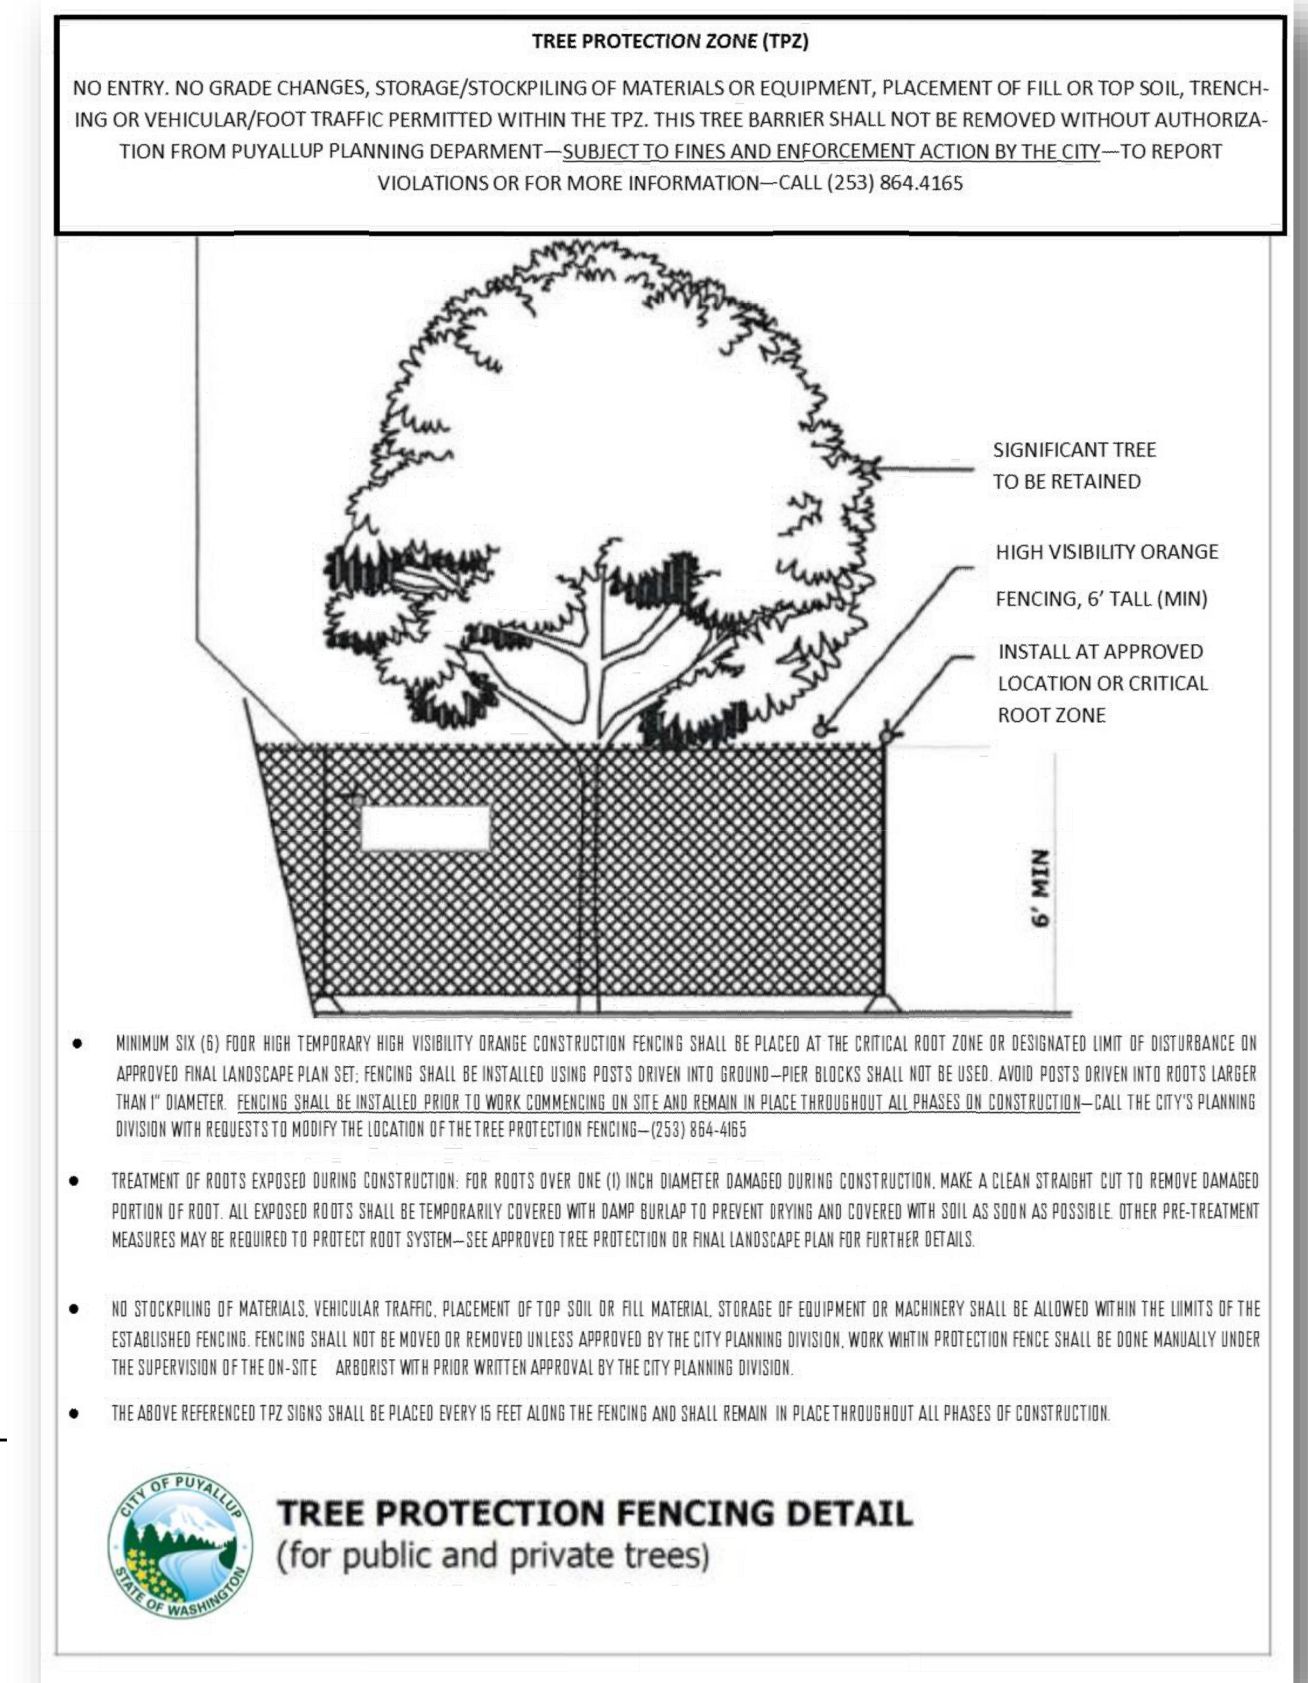 TREE PROTECTION ZONE (TPZ)
NO ENTRY. NO GRADE CHANGES, STORAGE/STOCKPILING OF MATERIALS OR EQUIPMENT, PLACEMENT OF FILL OR TOP SOIL, TRENCH-
ING OR VEHICULAR/FOOT TRAFFIC PERMITTED WITHIN THE TPZ. THIS TREE BARRIER SHALL NOT BE REMOVED WITHOUT AUTHORIZA-
TION FROM PUYALLUP PLANNING DEPARMENT—SUBJECT TO FINES AND ENFORCEMENT ACTION BY THE CITY—TO REPORT
VIOLATIONS OR FOR MORE INFORMATION—CALL (253) 864.4165
SIGNIFICANT TREE
TO BE RETAINED
HIGH VISIBILITY ORANGE
FENCING, 6' TALL (MIN)
INSTALL AT APPROVED
LOCATION OR CRITICAL
ROOT ZONE
6' MIN
• MINIMUM SIX (6) FOOR HIGH TEMPORARY HIGH VISIBILITY ORANGE CONSTRUCTION FENCING SHALL BE PLACED AT THE CRITICAL ROOT ZONE OR DESIGNATED LIMIT OF DISTURBANCE ON
APPROVED FINAL LANDSCAPE PLAN SET; FENCING SHALL BE INSTALLED USING POSTS DRIVEN INTO GROUND—PIER BLOCKS SHALL NOT BE USED. AVOID POSTS DRIVEN INTO ROOTS LARGER
THAN 1" DIAMETER. FENCING SHALL BE INSTALLED PRIOR TO WORK COMMENCING ON SITE AND REMAIN IN PLACE THROUGHOUT ALL PHASES ON CONSTRUCTION—CALL THE CITY'S PLANNING
DIVISION WITH REQUESTS TO MODIFY THE LOCATION OF THE TREE PROTECTION FENCING—(253) 864-4165
• TREATMENT OF ROOTS EXPOSED DURING CONSTRUCTION: FOR ROOTS OVER ONE (1) INCH DIAMETER DAMAGED DURING CONSTRUCTION, MAKE A CLEAN STRAIGHT CUT TO REMOVE DAMAGED
PORTION OF ROOT. ALL EXPOSED ROOTS SHALL BE TEMPORARILY COVERED WITH DAMP BURLAP TO PREVENT DRYING AND COVERED WITH SOIL AS SOON AS POSSIBLE. OTHER PRE-TREATMENT
MEASURES MAY BE REQUIRED TO PROTECT ROOT SYSTEM—SEE APPROVED TREE PROTECTION OR FINAL LANDSCAPE PLAN FOR FURTHER DETAILS.
• NO STOCKPILING OF MATERIALS, VEHICULAR TRAFFIC, PLACEMENT OF TOP SOIL OR FILL MATERIAL, STORAGE OF EQUIPMENT OR MACHINERY SHALL BE ALLOWED WITHIN THE LIIMITS OF THE
ESTABLISHED FENCING. FENCING SHALL NOT BE MOVED OR REMOVED UNLESS APPROVED BY THE CITY PLANNING DIVISION, WORK WIHTIN PROTECTION FENCE SHALL BE DONE MANUALLY UNDER
THE SUPERVISION OF THE ON-SITE ARBORIST WITH PRIOR WRITTEN APPROVAL BY THE CITY PLANNING DIVISION.
• THE ABOVE REFERENCED TPZ SIGNS SHALL BE PLACED EVERY 15 FEET ALONG THE FENCING AND SHALL REMAIN IN PLACE THROUGHOUT ALL PHASES OF CONSTRUCTION.
CITY OF PUYALLUP
STATE OF WASHINGTON
TREE PROTECTION FENCING DETAIL
(for public and private trees)